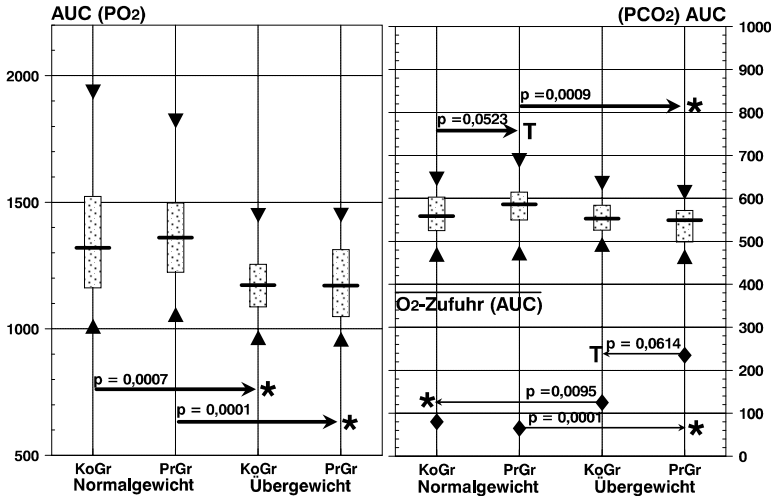 AUC (PO2)
(PCO2) AUC
2000
1500
1000
500
p = 0,0007
*
p = 0,0001
*
KoGr PrGr KoGr PrGr
Normalgewicht Übergewicht
1000
900
800
700
600
500
400
300
200
100
0
p = 0,0009
*
p = 0,0523
T
O2-Zufuhr (AUC)
T
p = 0,0614
*
p = 0,0095
p = 0,0001
*
KoGr PrGr KoGr PrGr
Normalgewicht Übergewicht